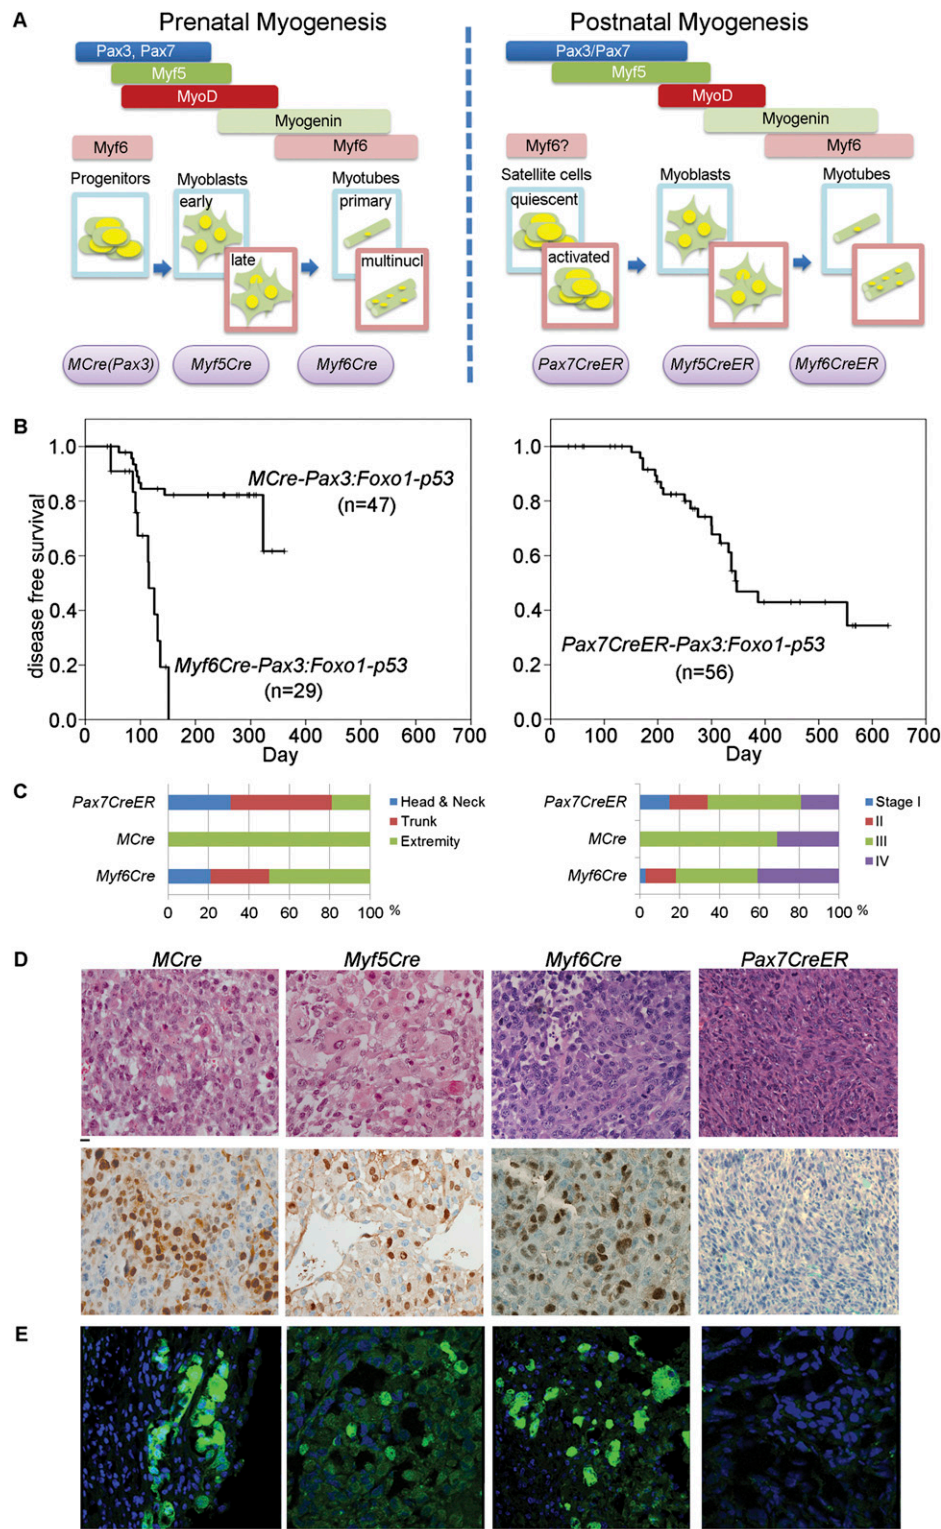 A
Prenatal Myogenesis
Pax3, Pax7
Myf5
MyoD
Myogenin
Myf6
Myf6
Progenitors
Myoblasts
early
late
Myotubes
primary
multinucl
MCre(Pax3)
Myf5Cre
Myf6Cre
Postnatal Myogenesis
Pax3/Pax7
Myf5
MyoD
Myogenin
Myf6?
Myf6
Satellite cells
quiescent
activated
Myoblasts
Myotubes
Pax7CreER
Myf5CreER
Myf6CreER
B
disease free survival
1.0
0.8
0.6
0.4
0.2
0.0
MCre-Pax3:Foxo1-p53
(n=47)
Myf6Cre-Pax3:Foxo1-p53
(n=29)
0 100 200 300 400 500 600 700
Day
1.0
0.8
0.6
0.4
0.2
0.0
Pax7CreER-Pax3:Foxo1-p53
(n=56)
0 100 200 300 400 500 600 700
Day
C
Pax7CreER
MCre
Myf6Cre
0 20 40 60 80 100 %
Head & Neck
Trunk
Extremity
Pax7CreER
MCre
Myf6Cre
0 20 40 60 80 100 %
Stage I
II
III
IV
D
MCre Myf5Cre Myf6Cre Pax7CreER
E